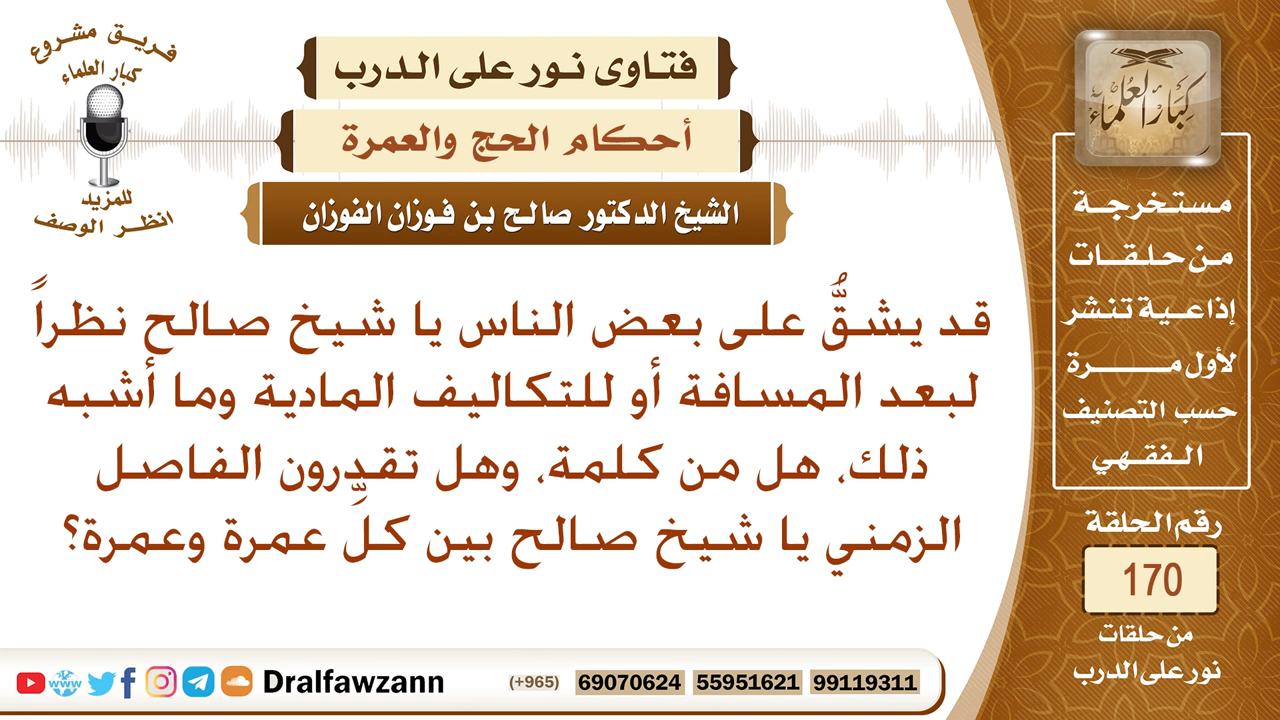 فريق مشروع
كبار العلماء
للمزيد
انظر الوصف
فتاوى نور على الدرب
أحكام الحج والعمرة
الشيخ الدكتور صالح بن فوزان الفوزان
قد يشقُّ على بعض الناس يا شيخ صالح نظراً
لبعد المسافة أو للتكاليف المادية وما أشبه
ذلك، هل من كلمة، وهل تقدِّرون الفاصل
الزمني يا شيخ صالح بين كل عمرة وعمرة؟
كبار العلماء
مستخرجة
من حلقات
إذاعية تنشر
لأول مرة
حسب التصنيف
الفقهي
رقم الحلقة
170
من حلقات
نور على الدرب
www Dralfawzann (+965) 69070624 55951621 99119311